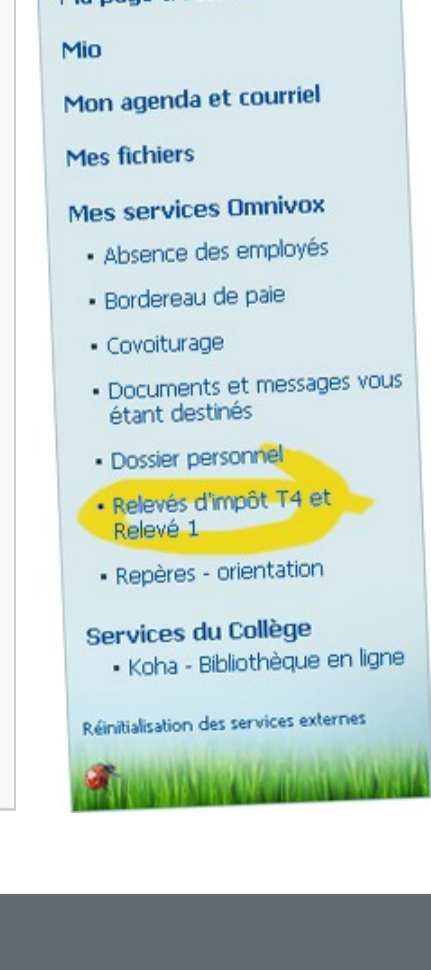 Mio
Mon agenda et courriel
Mes fichiers
Mes services Omnivox
▪ Absence des employés
▪ Bordereau de paie
▪ Covoiturage
▪ Documents et messages vous
étant destinés
▪ Dossier personnel
▪ Relevés d'impôt T4 et
Relevé 1
▪ Repères - orientation
Services du Collège
▪ Koha - Bibliothèque en ligne
Réinitialisation des services externes